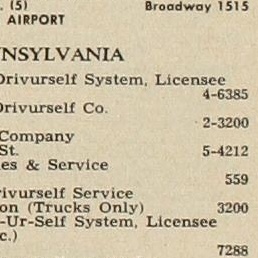 . (5) Broadway 1515
AIRPORT
NNSYLVANIA
Drivurself System, Licensee
4-6385
Drivurself Co.
2-3200
Company
St. 5-4212
es & Service
559
rivurself Service
on (Trucks Only) 3200
-Ur-Self System, Licensee
c.)
7288